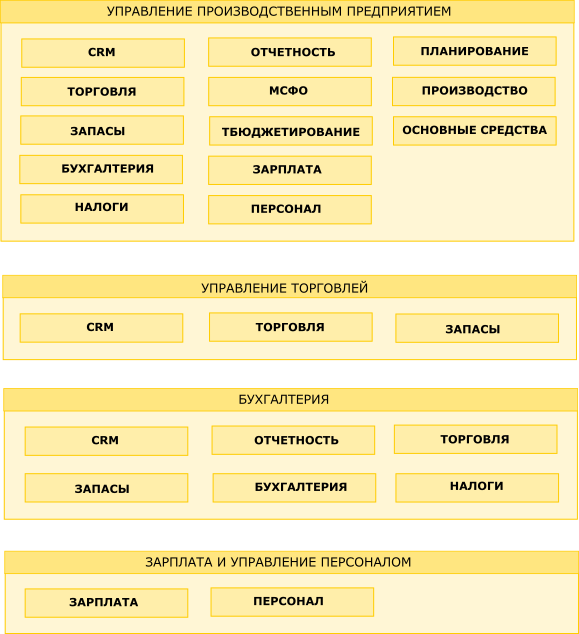 УПРАВЛЕНИЕ ПРОИЗВОДСТВЕННЫМ ПРЕДПРИЯТИЕМ
CRM
ОТЧЕТНОСТЬ
ПЛАНИРОВАНИЕ
ТОРГОВЛЯ
МСФО
ПРОИЗВОДСТВО
ЗАПАСЫ
ТБЮДЖЕТИРОВАНИЕ
ОСНОВНЫЕ СРЕДСТВА
БУХГАЛТЕРИЯ
ЗАРПЛАТА
НАЛОГИ
ПЕРСОНАЛ
УПРАВЛЕНИЕ ТОРГОВЛЕЙ
CRM
ТОРГОВЛЯ
ЗАПАСЫ
БУХГАЛТЕРИЯ
CRM
ОТЧЕТНОСТЬ
ТОРГОВЛЯ
ЗАПАСЫ
БУХГАЛТЕРИЯ
НАЛОГИ
ЗАРПЛАТА И УПРАВЛЕНИЕ ПЕРСОНАЛОМ
ЗАРПЛАТА
ПЕРСОНАЛ